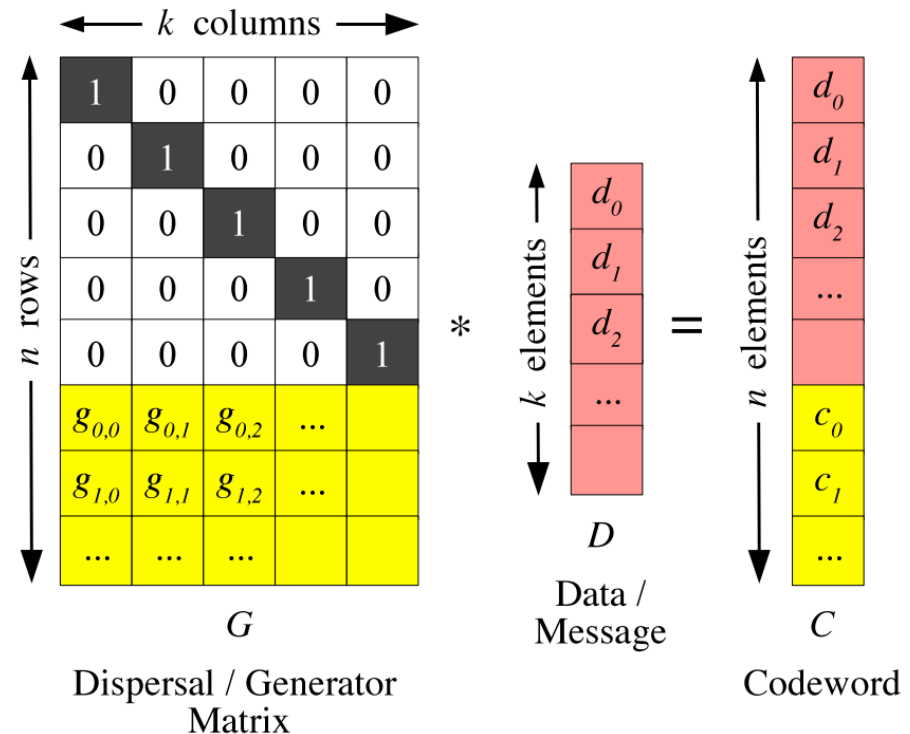 k columns
n rows
1 0 0 0 0
0 1 0 0 0
0 0 1 0 0
0 0 0 1 0
0 0 0 0 1
g0,0 g0,1 g0,2 ...
g1,0 g1,1 g1,2 ...
... ... ...
G
Dispersal / Generator
Matrix
*
k elements
d0
d1
d2
...
D
Data /
Message
=
n elements
d0
d1
d2
...
c0
c1
...
C
Codeword